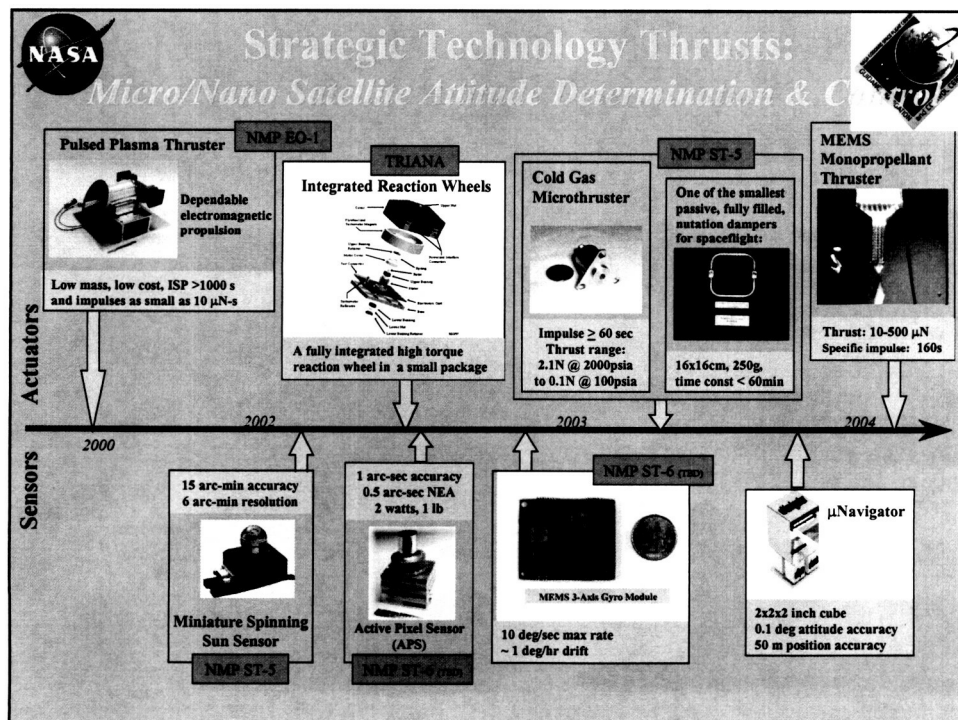 NASA
Strategic Technology Thrusts:
Micro/Nano Satellite Attitude Determination & Control
NMP EO-1
Pulsed Plasma Thruster
Dependable
electromagnetic
propulsion
Low mass, low cost, ISP >1000 s
and impulses as small as 10 µN-s
TRIANA
Integrated Reaction Wheels
A fully integrated high torque
reaction wheel in a small package
NMP ST-5
Cold Gas
Microthruster
Impulse ≥ 60 sec
Thrust range:
2.1N @ 2000psia
to 0.1N @ 100psia
One of the smallest
passive, fully filled,
nutation dampers
for spaceflight:
16x16cm, 250g,
time const < 60min
MEMS
Monopropellant
Thruster
Thrust: 10-500 µN
Specific impulse: 160s
Actuators
2000
2002
2003
2004
Sensors
15 arc-min accuracy
6 arc-min resolution
Miniature Spinning
Sun Sensor
NMP ST-5
1 arc-sec accuracy
0.5 arc-sec NEA
2 watts, 1 lb
Active Pixel Sensor
(APS)
NMP ST-6 (TBD)
NMP ST-6 (TBD)
MEMS 3-Axis Gyro Module
10 deg/sec max rate
~ 1 deg/hr drift
µNavigator
2x2x2 inch cube
0.1 deg attitude accuracy
50 m position accuracy